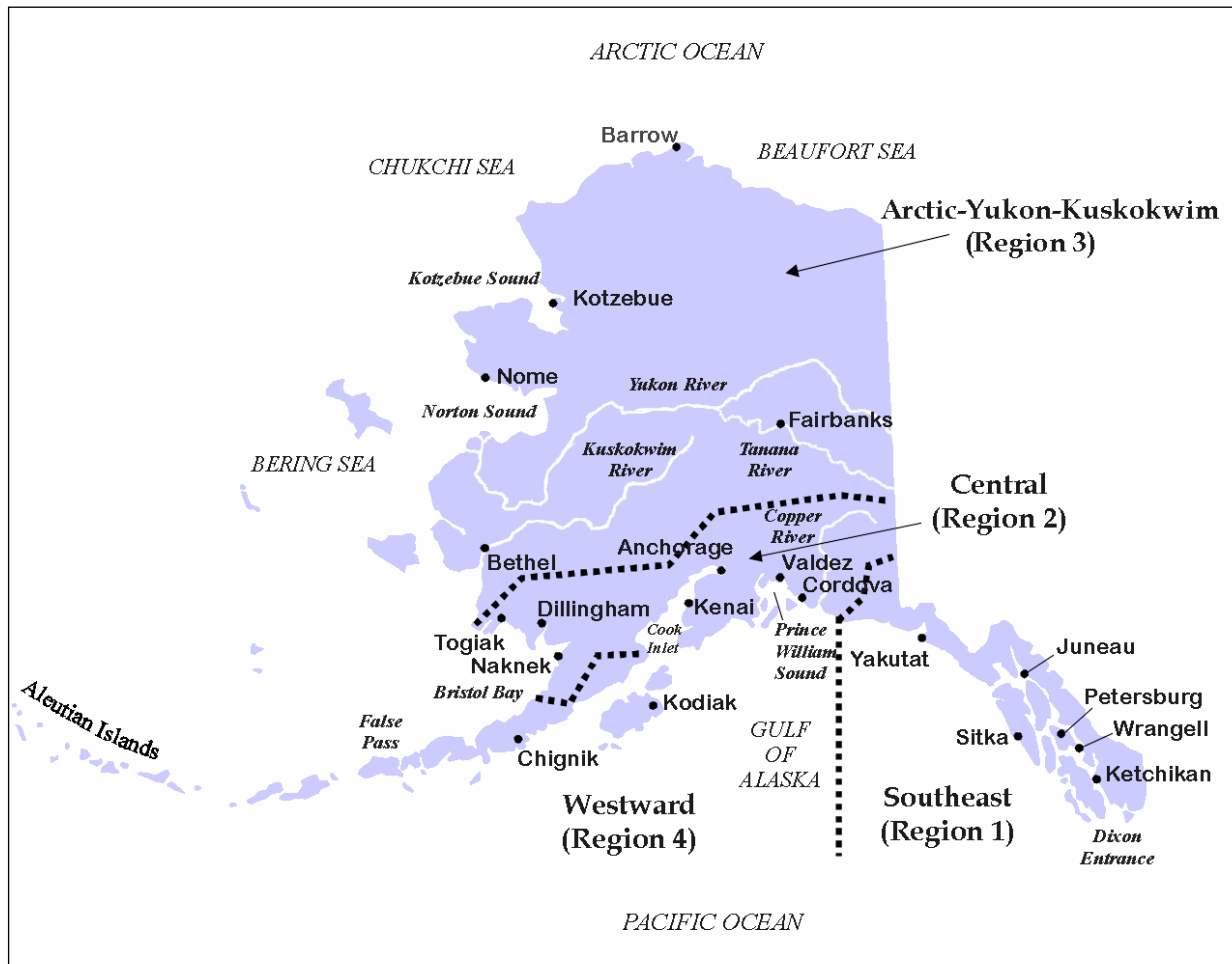 ARCTIC OCEAN
Barrow
BEAUFORT SEA
CHUKCHI SEA
Arctic-Yukon-Kuskokwim
(Region 3)
Kotzebue Sound
Kotzebue
Nome
Yukon River
Norton Sound
Fairbanks
BERING SEA
Kuskokwim
River
Tanana
River
Central
(Region 2)
Copper
River
Anchorage
Bethel
Valdez
Cordova
Dillingham
Kenai
Togiak
Naknek
Cook
Inlet
Prince
William
Sound
Yakutat
Juneau
Bristol Bay
Kodiak
Petersburg
Aleutian Islands
False
Pass
Chignik
GULF
OF
ALASKA
Sitka
Wrangell
Ketchikan
Westward
(Region 4)
Southeast
(Region 1)
Dixon
Entrance
PACIFIC OCEAN